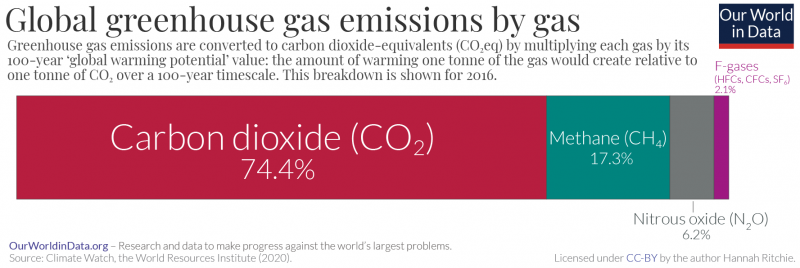 Global greenhouse gas emissions by gas
Our World
in Data
Greenhouse gas emissions are converted to carbon dioxide-equivalents (CO₂eq) by multiplying each gas by its
100-year ‘global warming potential’ value: the amount of warming one tonne of the gas would create relative to
one tonne of CO₂ over a 100-year timescale. This breakdown is shown for 2016.
F-gases
(HFCs, CFCs, SF₆)
2.1%
Carbon dioxide (CO₂)
74.4%
Methane (CH₄)
17.3%
Nitrous oxide (N₂O)
6.2%
OurWorldinData.org – Research and data to make progress against the world’s largest problems.
Source: Climate Watch, the World Resources Institute (2020).
Licensed under CC-BY by the author Hannah Ritchie.